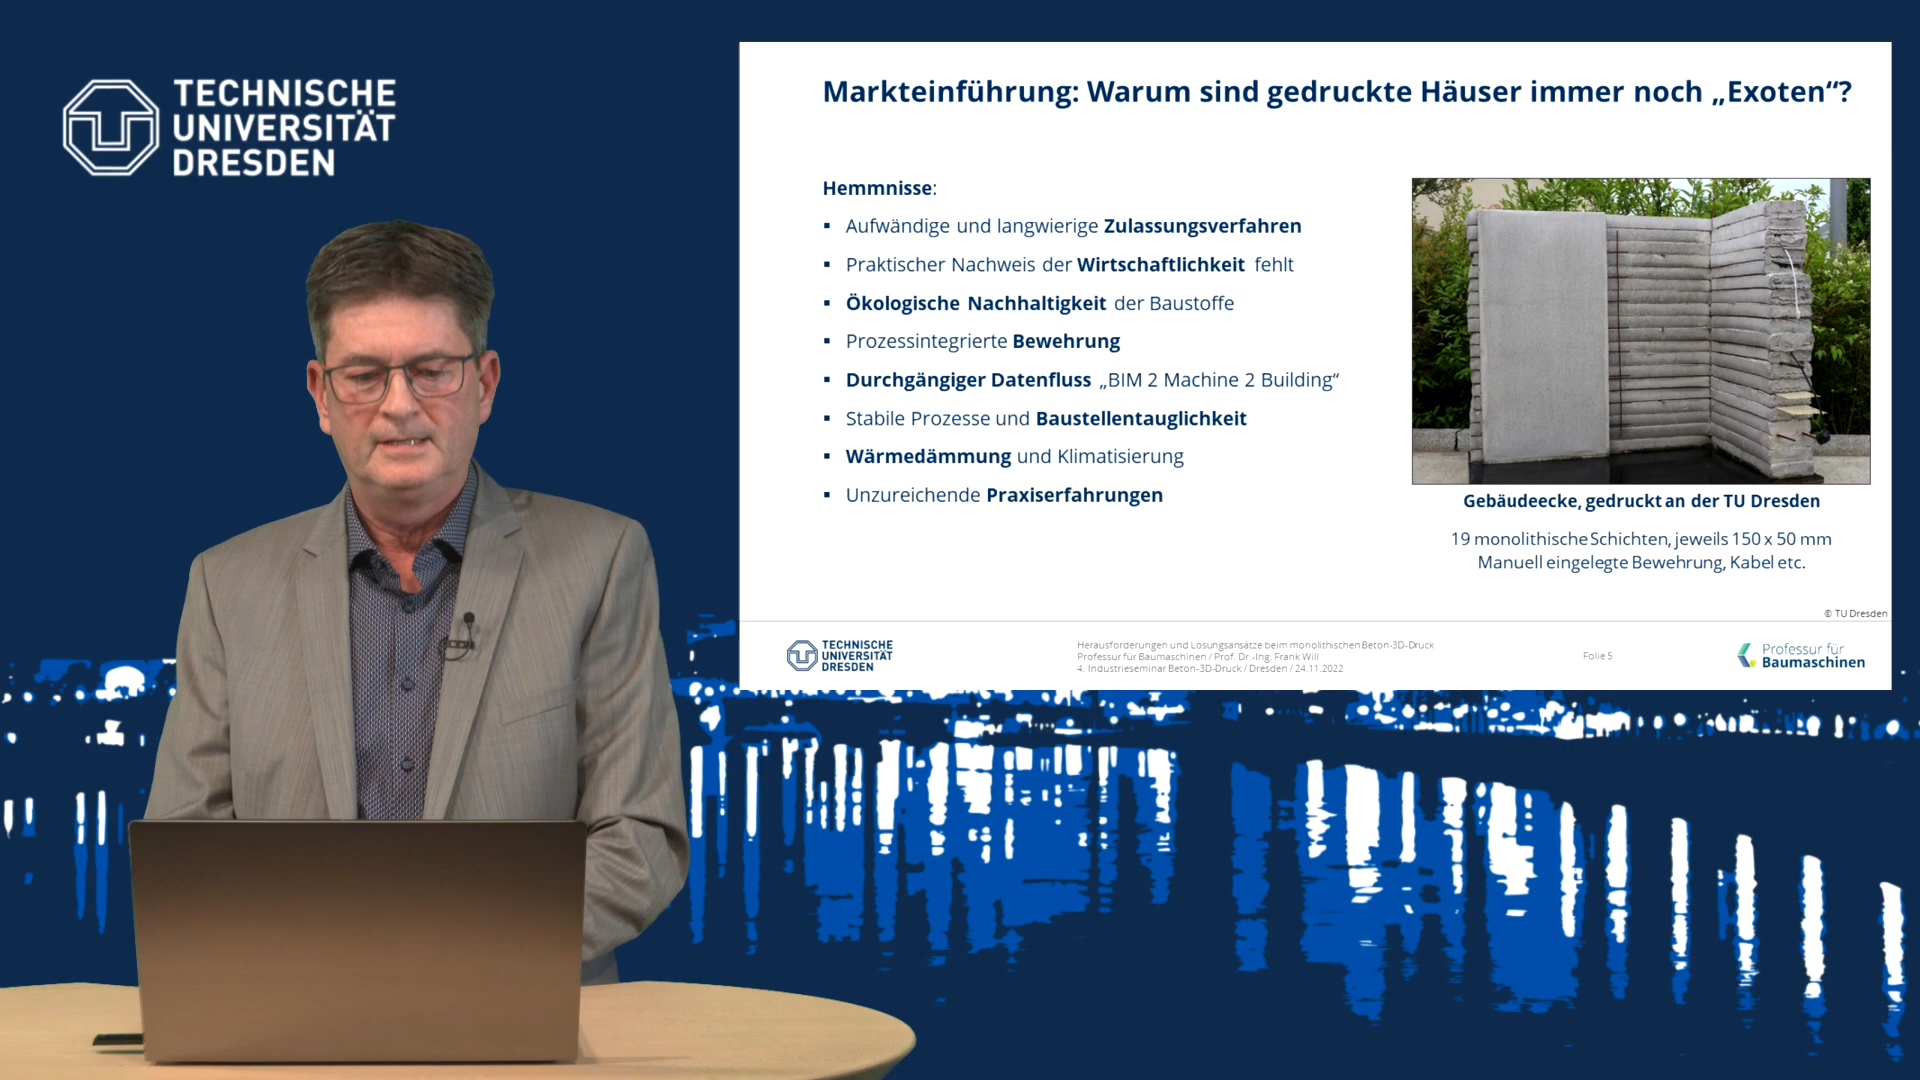 TECHNISCHE
UNIVERSITÄT
DRESDEN
Markteinführung: Warum sind gedruckte Häuser immer noch „Exoten“?
Hemmnisse:
▪ Aufwändige und langwierige Zulassungsverfahren
▪ Praktischer Nachweis der Wirtschaftlichkeit fehlt
▪ Ökologische Nachhaltigkeit der Baustoffe
▪ Prozessintegrierte Bewehrung
▪ Durchgängiger Datenfluss „BIM 2 Machine 2 Building“
▪ Stabile Prozesse und Baustellentauglichkeit
▪ Wärmedämmung und Klimatisierung
▪ Unzureichende Praxiserfahrungen
Gebäudeecke, gedruckt an der TU Dresden
19 monolithische Schichten, jeweils 150 x 50 mm
Manuell eingelegte Bewehrung, Kabel etc.
© TU Dresden
TECHNISCHE
UNIVERSITÄT
DRESDEN
Herausforderungen und Lösungsansätze beim monolithischen Beton-3D-Druck
Professur für Baumaschinen / Prof. Dr.-Ing. Frank Will
4. Industrieseminar Beton-3D-Druck / Dresden / 24.11.2022
Folie 5
Professur für
Baumaschinen